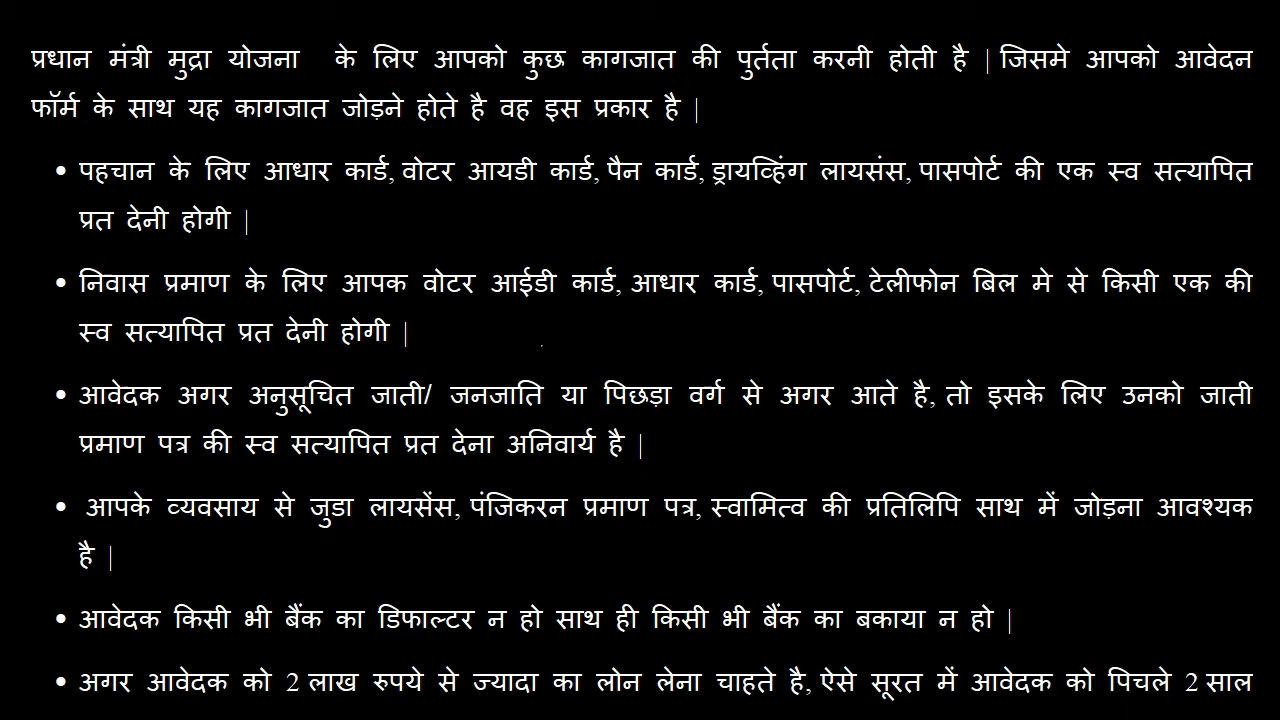 प्रधान मंत्री मुद्रा योजना के लिए आपको कुछ कागजात की पुर्तता करनी होती है | जिसमे आपको आवेदन
फॉर्म के साथ यह कागजात जोड़ने होते है वह इस प्रकार है |
• पहचान के लिए आधार कार्ड, वोटर आयडी कार्ड, पैन कार्ड, ड्रायव्हिंग लायसंस, पासपोर्ट की एक स्व सत्यापित
प्रत देनी होगी |
• निवास प्रमाण के लिए आपक वोटर आईडी कार्ड, आधार कार्ड, पासपोर्ट, टेलीफोन बिल मे से किसी एक की
स्व सत्यापित प्रत देनी होगी |
• आवेदक अगर अनुसूचित जाती/ जनजाति या पिछड़ा वर्ग से अगर आते है, तो इसके लिए उनको जाती
प्रमाण पत्र की स्व सत्यापित प्रत देना अनिवार्य है |
• आपके व्यवसाय से जुडा लायसेंस, पंजिकरन प्रमाण पत्र, स्वामित्व की प्रतिलिपि साथ में जोड़ना आवश्यक
है |
• आवेदक किसी भी बैंक का डिफाल्टर न हो साथ ही किसी भी बैंक का बकाया न हो |
• अगर आवेदक को 2 लाख रुपये से ज्यादा का लोन लेना चाहते है, ऐसे सूरत में आवेदक को पिचले 2 साल